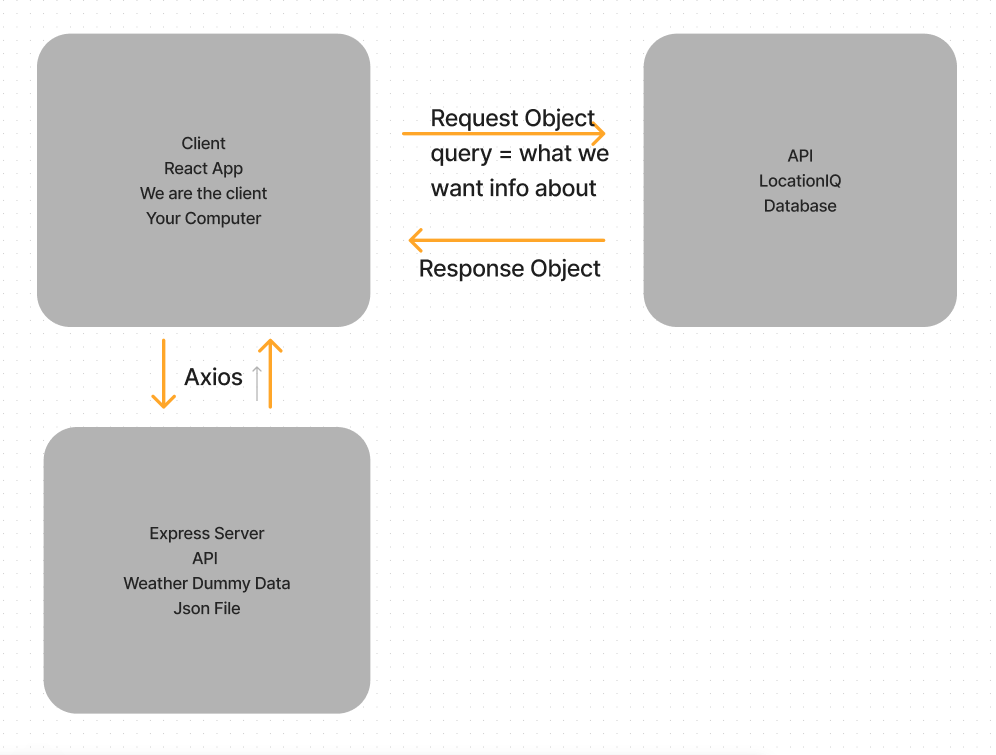 Client
React App
We are the client
Your Computer
Request Object
query = what we
want info about
Response Object
API
LocationIQ
Database
Axios
Express Server
API
Weather Dummy Data
Json File